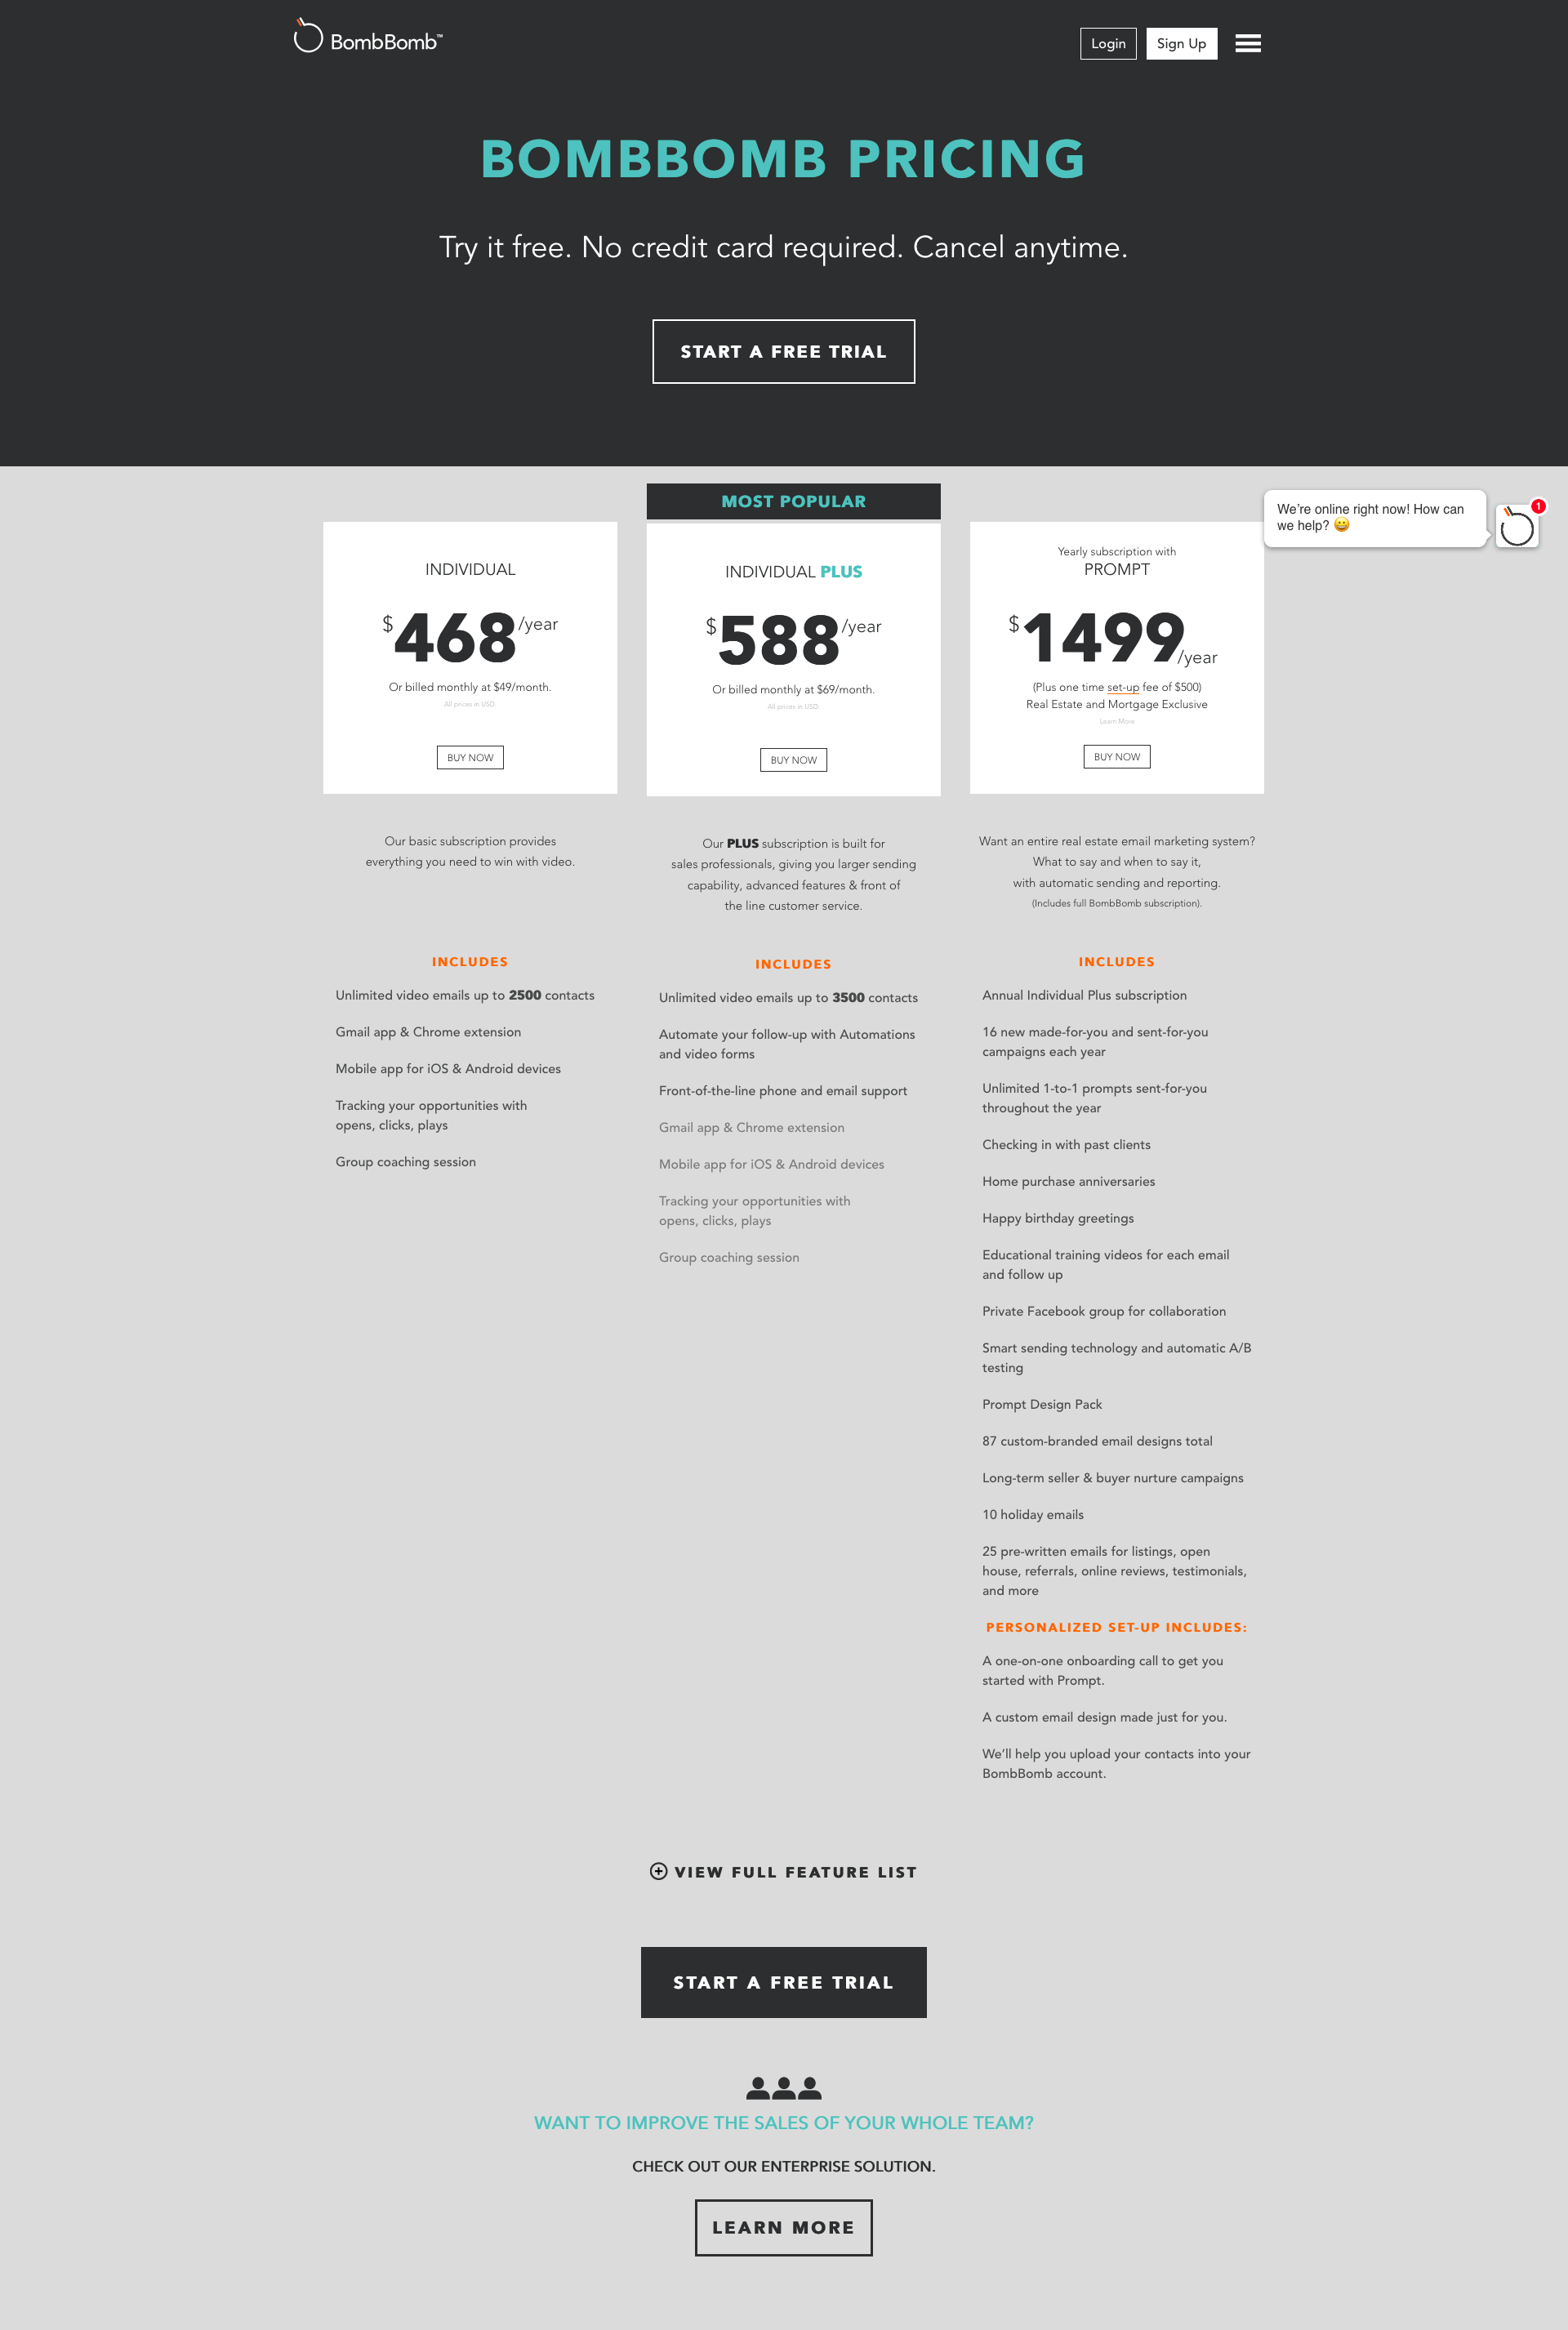 BombBomb™
Login
Sign Up
BOMBBOMB PRICING
Try it free. No credit card required. Cancel anytime.
START A FREE TRIAL
We're online right now! How can
we help? 😀
1
INDIVIDUAL
$468/year
Or billed monthly at $49/month.
All prices in USD.
BUY NOW
Our basic subscription provides
everything you need to win with video.
INCLUDES
Unlimited video emails up to 2500 contacts
Gmail app & Chrome extension
Mobile app for iOS & Android devices
Tracking your opportunities with
opens, clicks, plays
Group coaching session
MOST POPULAR
INDIVIDUAL PLUS
$588/year
Or billed monthly at $69/month.
All prices in USD.
BUY NOW
Our PLUS subscription is built for
sales professionals, giving you larger sending
capability, advanced features & front of
the line customer service.
INCLUDES
Unlimited video emails up to 3500 contacts
Automate your follow-up with Automations
and video forms
Front-of-the-line phone and email support
Gmail app & Chrome extension
Mobile app for iOS & Android devices
Tracking your opportunities with
opens, clicks, plays
Group coaching session
Yearly subscription with
PROMPT
$1499/year
(Plus one time set-up fee of $500)
Real Estate and Mortgage Exclusive
Learn More
BUY NOW
Want an entire real estate email marketing system?
What to say and when to say it,
with automatic sending and reporting.
(Includes full BombBomb subscription).
INCLUDES
Annual Individual Plus subscription
16 new made-for-you and sent-for-you
campaigns each year
Unlimited 1-to-1 prompts sent-for-you
throughout the year
Checking in with past clients
Home purchase anniversaries
Happy birthday greetings
Educational training videos for each email
and follow up
Private Facebook group for collaboration
Smart sending technology and automatic A/B
testing
Prompt Design Pack
87 custom-branded email designs total
Long-term seller & buyer nurture campaigns
10 holiday emails
25 pre-written emails for listings, open
house, referrals, online reviews, testimonials,
and more
PERSONALIZED SET-UP INCLUDES:
A one-on-one onboarding call to get you
started with Prompt.
A custom email design made just for you.
We'll help you upload your contacts into your
BombBomb account.
VIEW FULL FEATURE LIST
START A FREE TRIAL
WANT TO IMPROVE THE SALES OF YOUR WHOLE TEAM?
CHECK OUT OUR ENTERPRISE SOLUTION.
LEARN MORE